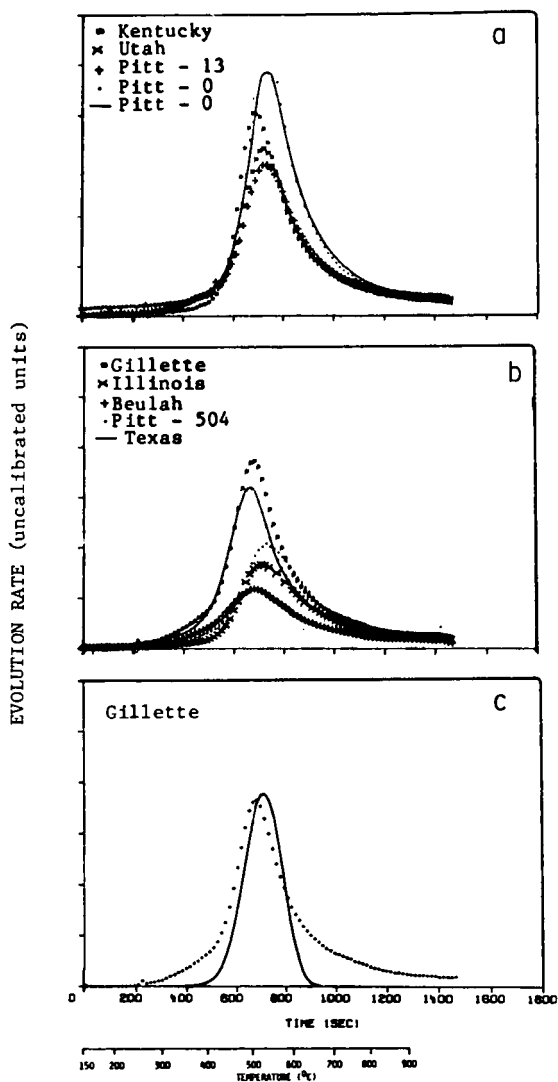 a
Kentucky
Utah
Pitt - 13
Pitt - 0
Pitt - 0
b
Gillette
Illinois
Beulah
Pitt - 504
Texas
EVOLUTION RATE (uncalibrated units)
c
Gillette
0 200 400 600 800 1000 1200 1400 1600 1800
TIME (SEC)
150 200 300 400 500 600 700 800 900
TEMPERATURE (°C)